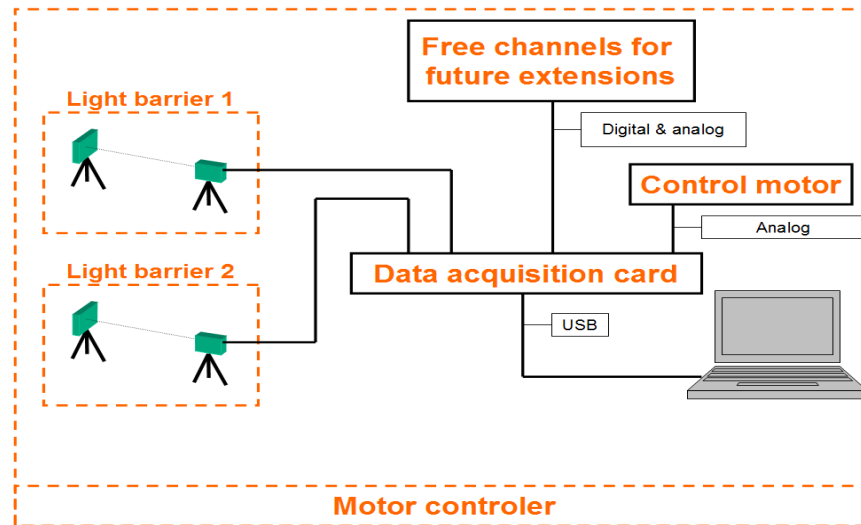 Free channels for
future extensions
Light barrier 1
Digital & analog
Control motor
Analog
Data acquisition card
Light barrier 2
USB
Motor controler